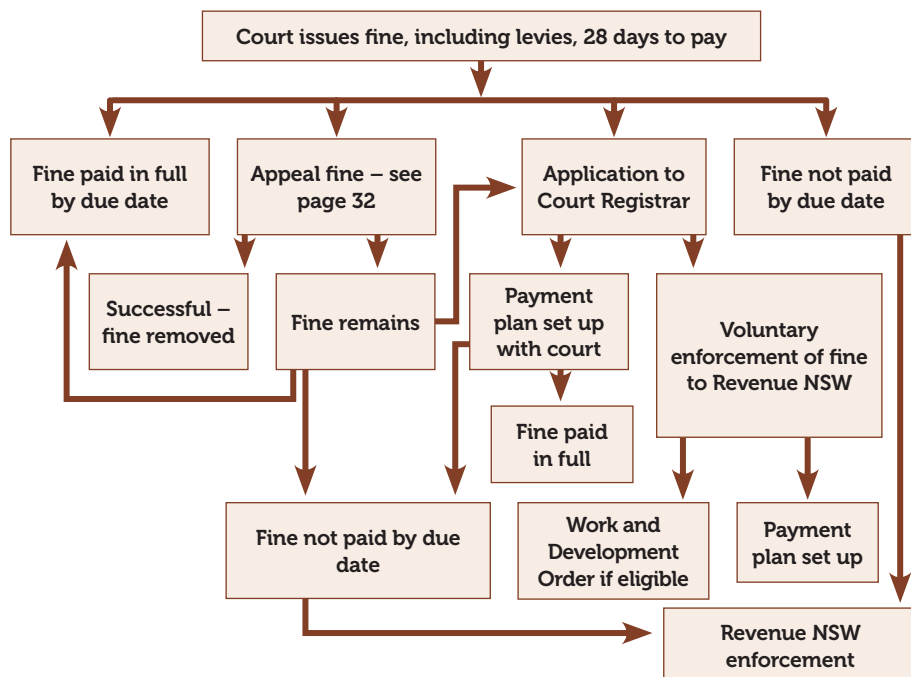 Court issues fine, including levies, 28 days to pay
Fine paid in full
by due date
Appeal fine – see
page 32
Application to
Court Registrar
Fine not paid
by due date
Successful –
fine removed
Fine remains
Payment
plan set up
with court
Voluntary
enforcement of fine
to Revenue NSW
Fine paid
in full
Fine not paid by due
date
Work and
Development
Order if eligible
Payment
plan set up
Revenue NSW
enforcement